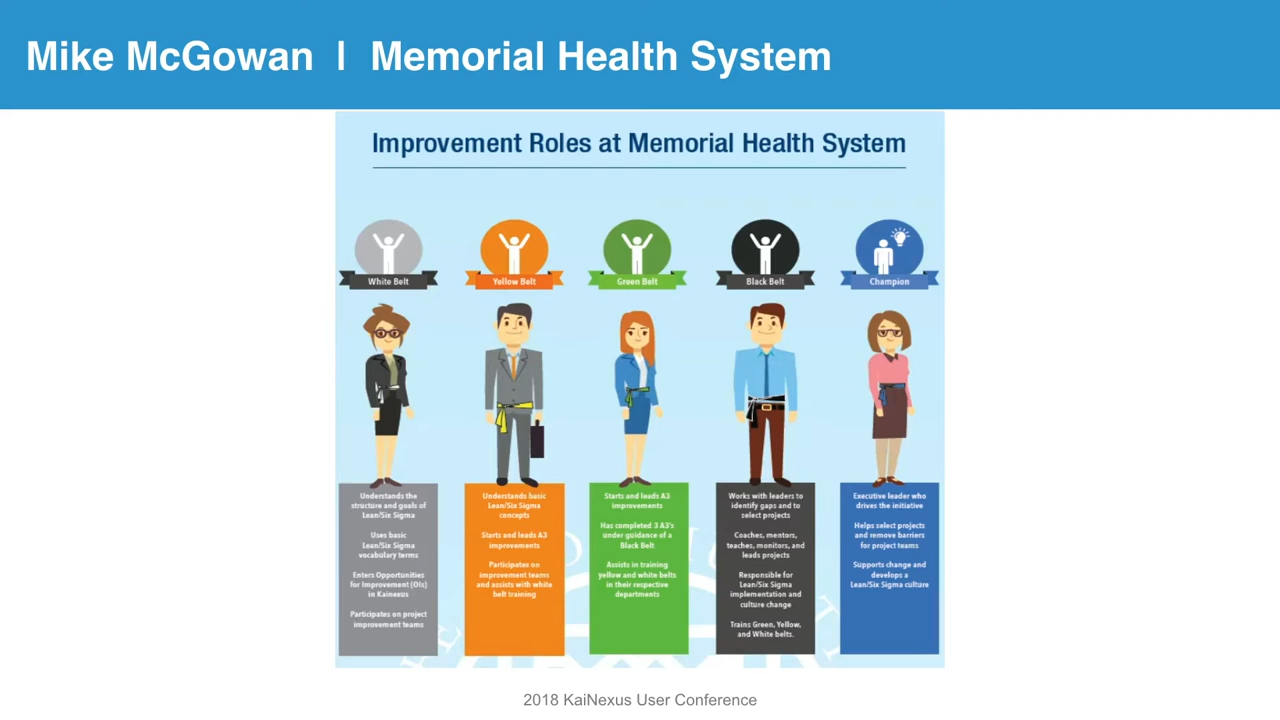 Mike McGowan | Memorial Health System
Improvement Roles at Memorial Health System
White Belt
Yellow Belt
Green Belt
Black Belt
Champion
Understands the
structure and goals of
Lean/Six Sigma
Uses basic
Lean/Six Sigma
vocabulary terms
Enters Opportunities
for Improvement (OIs)
in Kainexus
Participates on project
improvement teams
Understands basic
Lean/Six Sigma
concepts
Starts and leads A3
improvements
Participates on
improvement teams
and assists with white
belt training
Starts and leads A3
improvements
Has completed 3 A3's
under guidance of a
Black Belt
Assists in training
yellow and white belts
in their respective
departments
Works with leaders to
identify gaps and to
select projects
Coaches, mentors,
teaches, monitors, and
leads projects
Responsible for
Lean/Six Sigma
implementation and
culture change
Trains Green, Yellow,
and White belts.
Executive leader who
drives the initiative
Helps select projects
and remove barriers
for project teams
Supports change and
develops a
Lean/Six Sigma culture
2018 KaiNexus User Conference